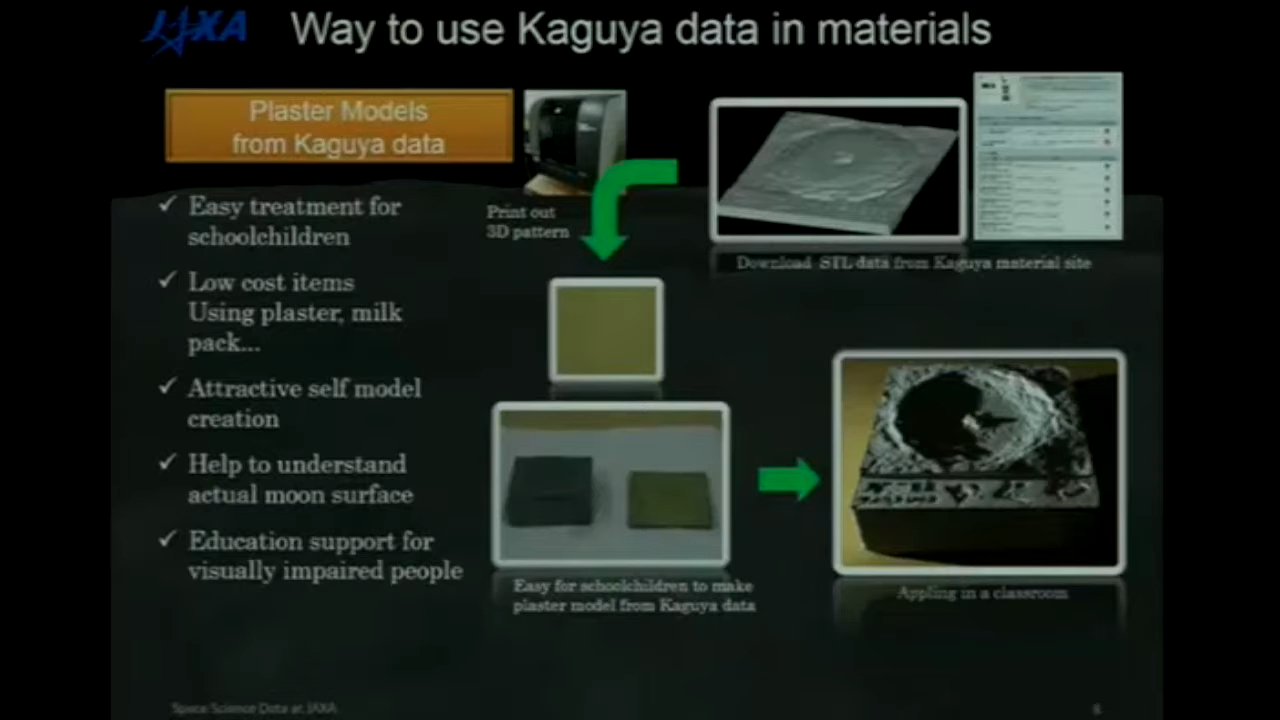 JAXA
Way to use Kaguya data in materials
Plaster Models
from Kaguya data
✓ Easy treatment for
schoolchildren
✓ Low cost items
Using plaster, milk
pack...
✓ Attractive self model
creation
✓ Help to understand
actual moon surface
✓ Education support for
visually impaired people
Print out
3D pattern
Download STL data from Kaguya material site
Easy for schoolchildren to make
plaster model from Kaguya data
Appling in a classroom
Space Science Data at JAXA